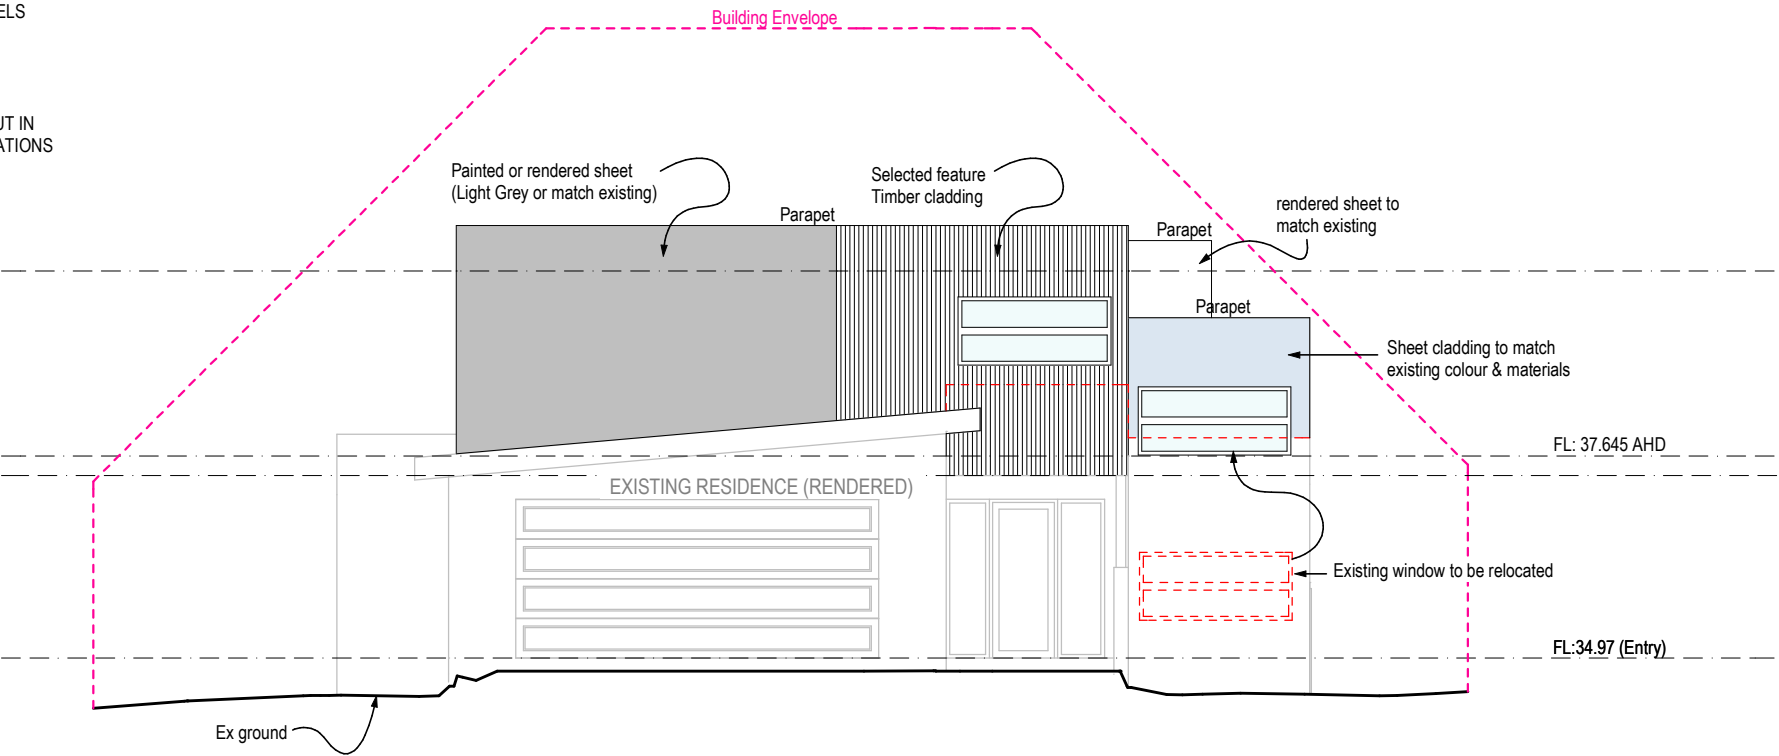 ELS
Building Envelope
UT IN
ATIONS
Painted or rendered sheet
(Light Grey or match existing)
Selected feature
Timber cladding
Parapet
rendered sheet to
match existing
Parapet
Parapet
Sheet cladding to match
existing colour & materials
FL: 37.645 AHD
EXISTING RESIDENCE (RENDERED)
Existing window to be relocated
FL:34.97 (Entry)
Ex ground